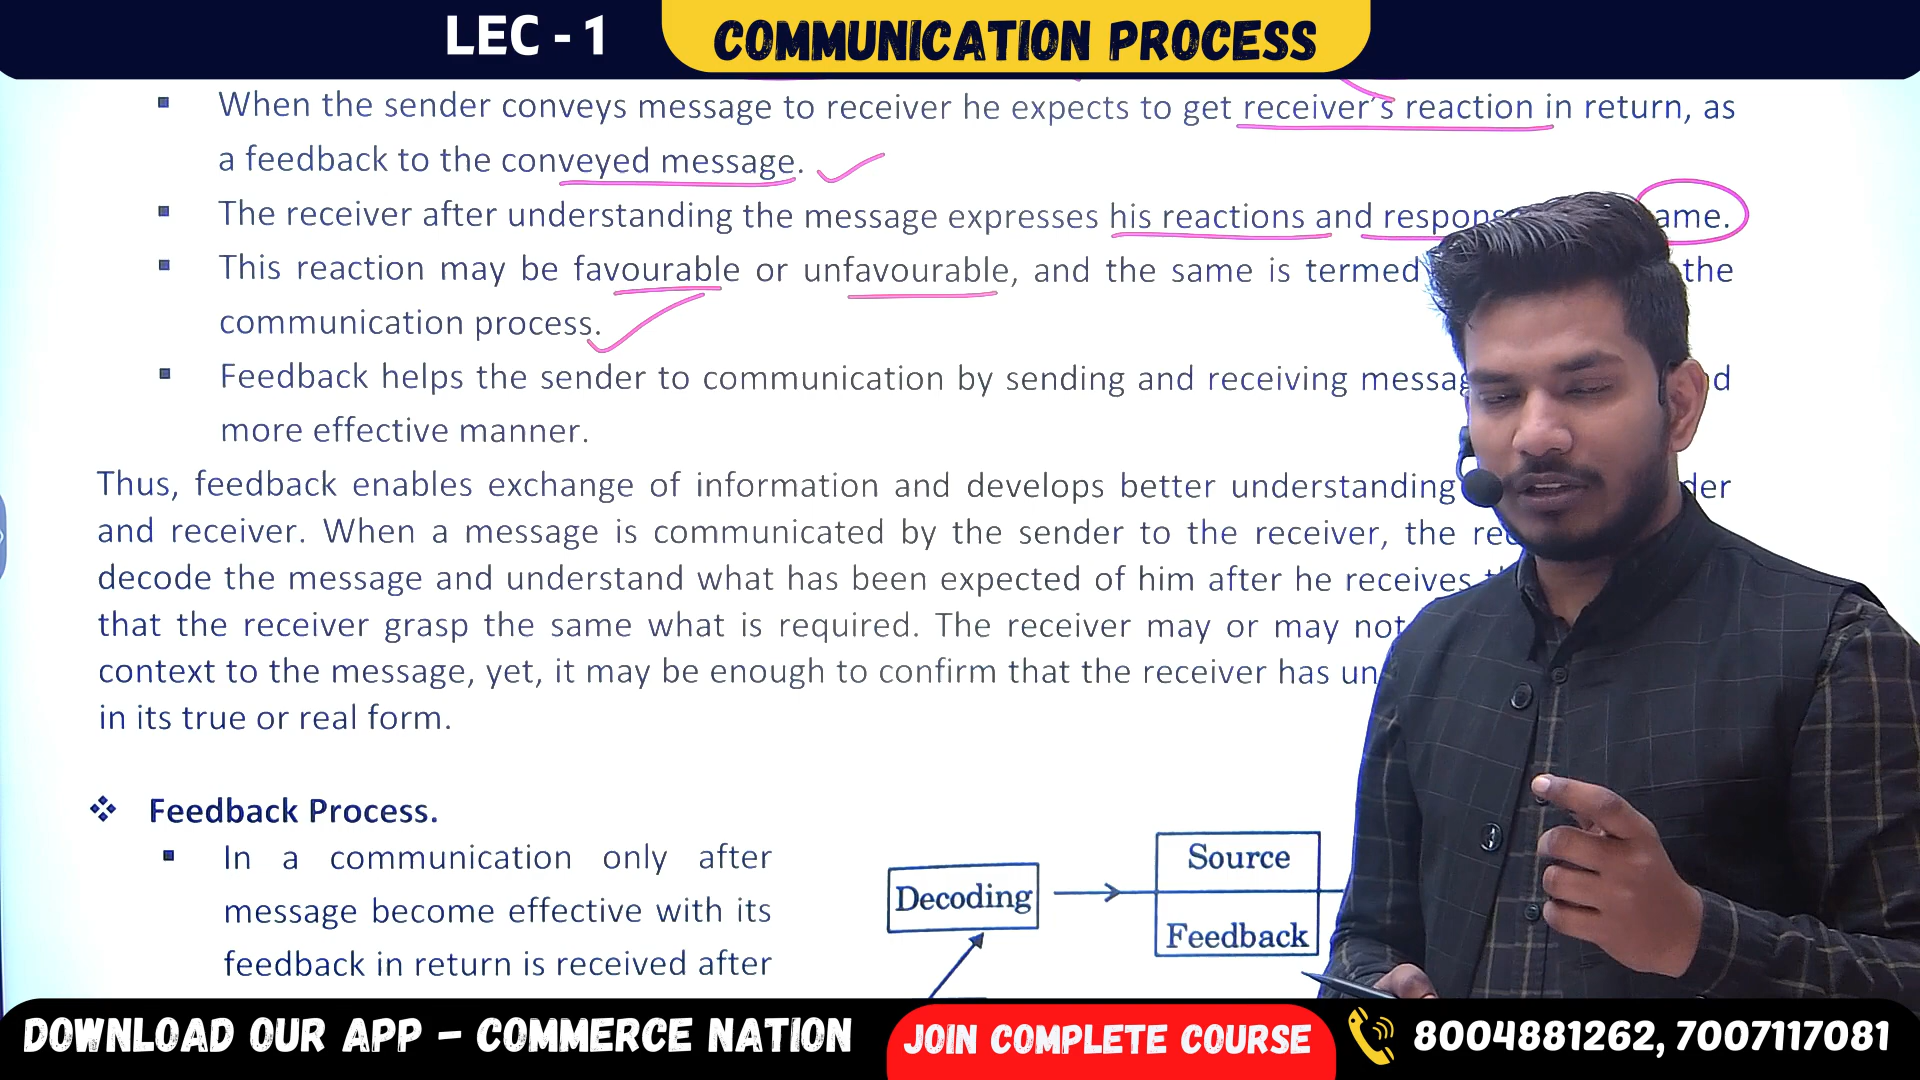 LEC - 1
COMMUNICATION PROCESS
▪ When the sender conveys message to receiver he expects to get receiver's reaction in return, as
a feedback to the conveyed message.
▪ The receiver after understanding the message expresses his reactions and
▪ This reaction may be favourable or unfavourable, and the same is termed the
communication process.
▪ Feedback helps the sender to communication by sending and receiving
more effective manner.
Thus, feedback enables exchange of information and develops better understanding
and receiver. When a message is communicated by the sender to the receiver, the
decode the message and understand what has been expected of him after he receives
that the receiver grasp the same what is required. The receiver may or may not
context to the message, yet, it may be enough to confirm that the receiver has
in its true or real form.
❖ Feedback Process.
▪ In a communication only after
message become effective with its
feedback in return is received after
Decoding
Source
Feedback
DOWNLOAD OUR APP – COMMERCE NATION
JOIN COMPLETE COURSE
8004881262, 7007117081